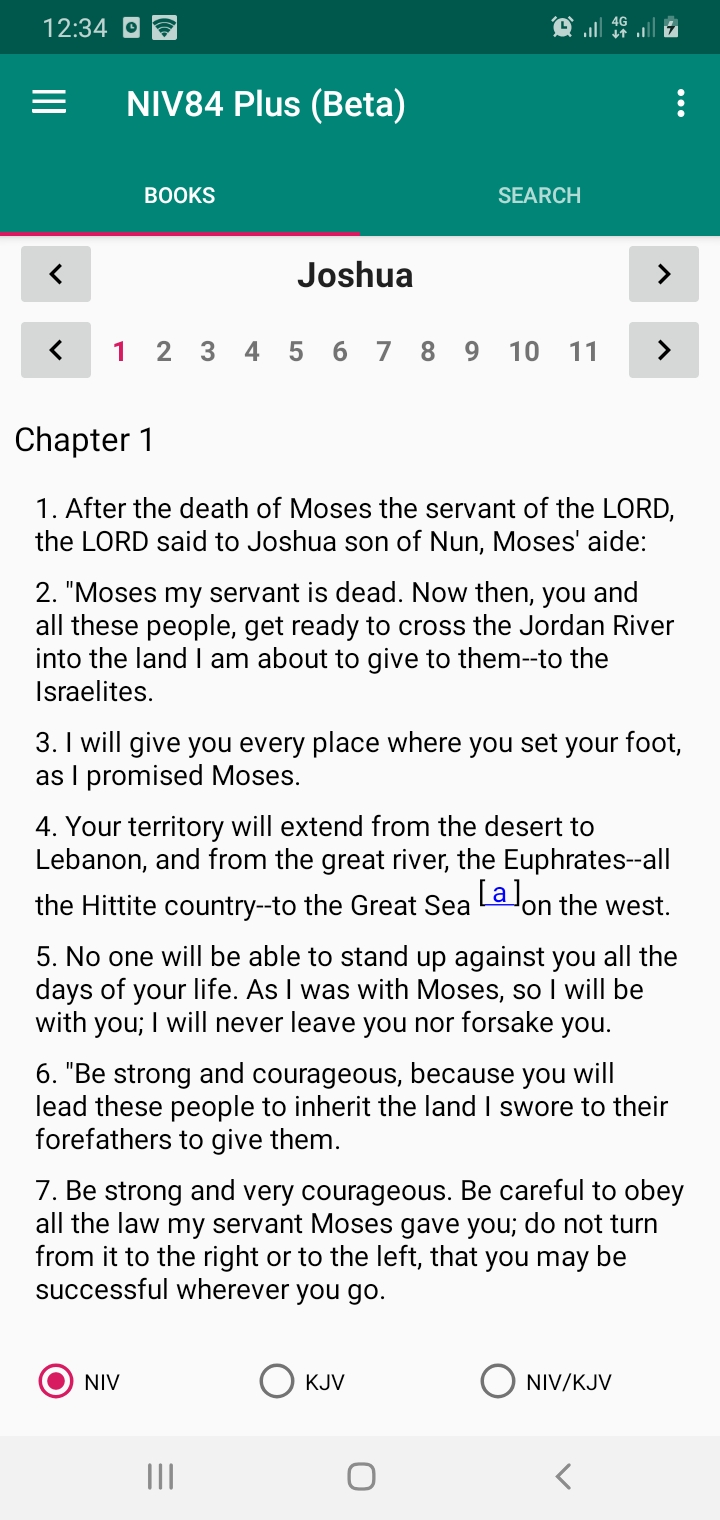 12:34
4G
NIV84 Plus (Beta)
BOOKS SEARCH
< Joshua >
< 1 2 3 4 5 6 7 8 9 10 11 >
Chapter 1
1. After the death of Moses the servant of the LORD,
the LORD said to Joshua son of Nun, Moses' aide:
2. "Moses my servant is dead. Now then, you and
all these people, get ready to cross the Jordan River
into the land I am about to give to them--to the
Israelites.
3. I will give you every place where you set your foot,
as I promised Moses.
4. Your territory will extend from the desert to
Lebanon, and from the great river, the Euphrates--all
the Hittite country--to the Great Sea [ a ]on the west.
5. No one will be able to stand up against you all the
days of your life. As I was with Moses, so I will be
with you; I will never leave you nor forsake you.
6. "Be strong and courageous, because you will
lead these people to inherit the land I swore to their
forefathers to give them.
7. Be strong and very courageous. Be careful to obey
all the law my servant Moses gave you; do not turn
from it to the right or to the left, that you may be
successful wherever you go.
NIV KJV NIV/KJV